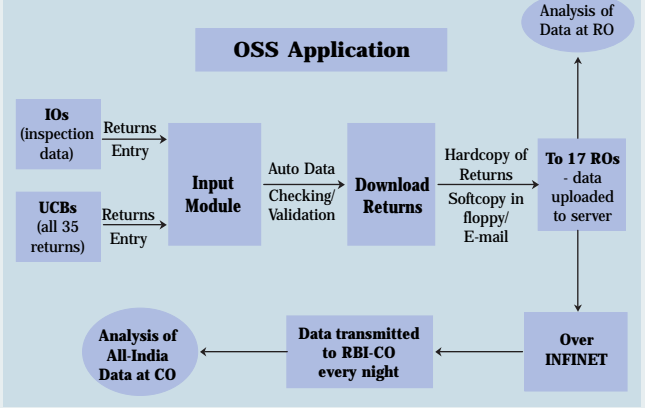 Analysis of
Data at RO
OSS Application
IOs
(inspection
data)
Returns
Entry
UCBs
(all 35
returns)
Returns
Entry
Input
Module
Auto Data
Checking/
Validation
Download
Returns
Hardcopy of
Returns
Softcopy in
floppy/
E-mail
To 17 ROs
- data
uploaded
to server
Over
INFINET
Data transmitted
to RBI-CO
every night
Analysis of
All-India
Data at CO